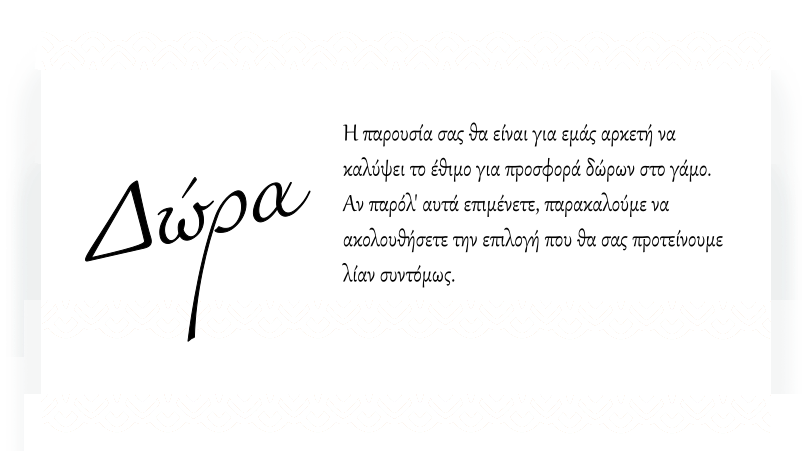 Δώρα
Η παρουσία σας θα είναι για εμάς αρκετή να
καλύψει το έθιμο για προσφορά δώρων στο γάμο.
Αν παρόλ' αυτά επιμένετε, παρακαλούμε να
ακολουθήσετε την επιλογή που θα σας προτείνουμε
λίαν συντόμως.